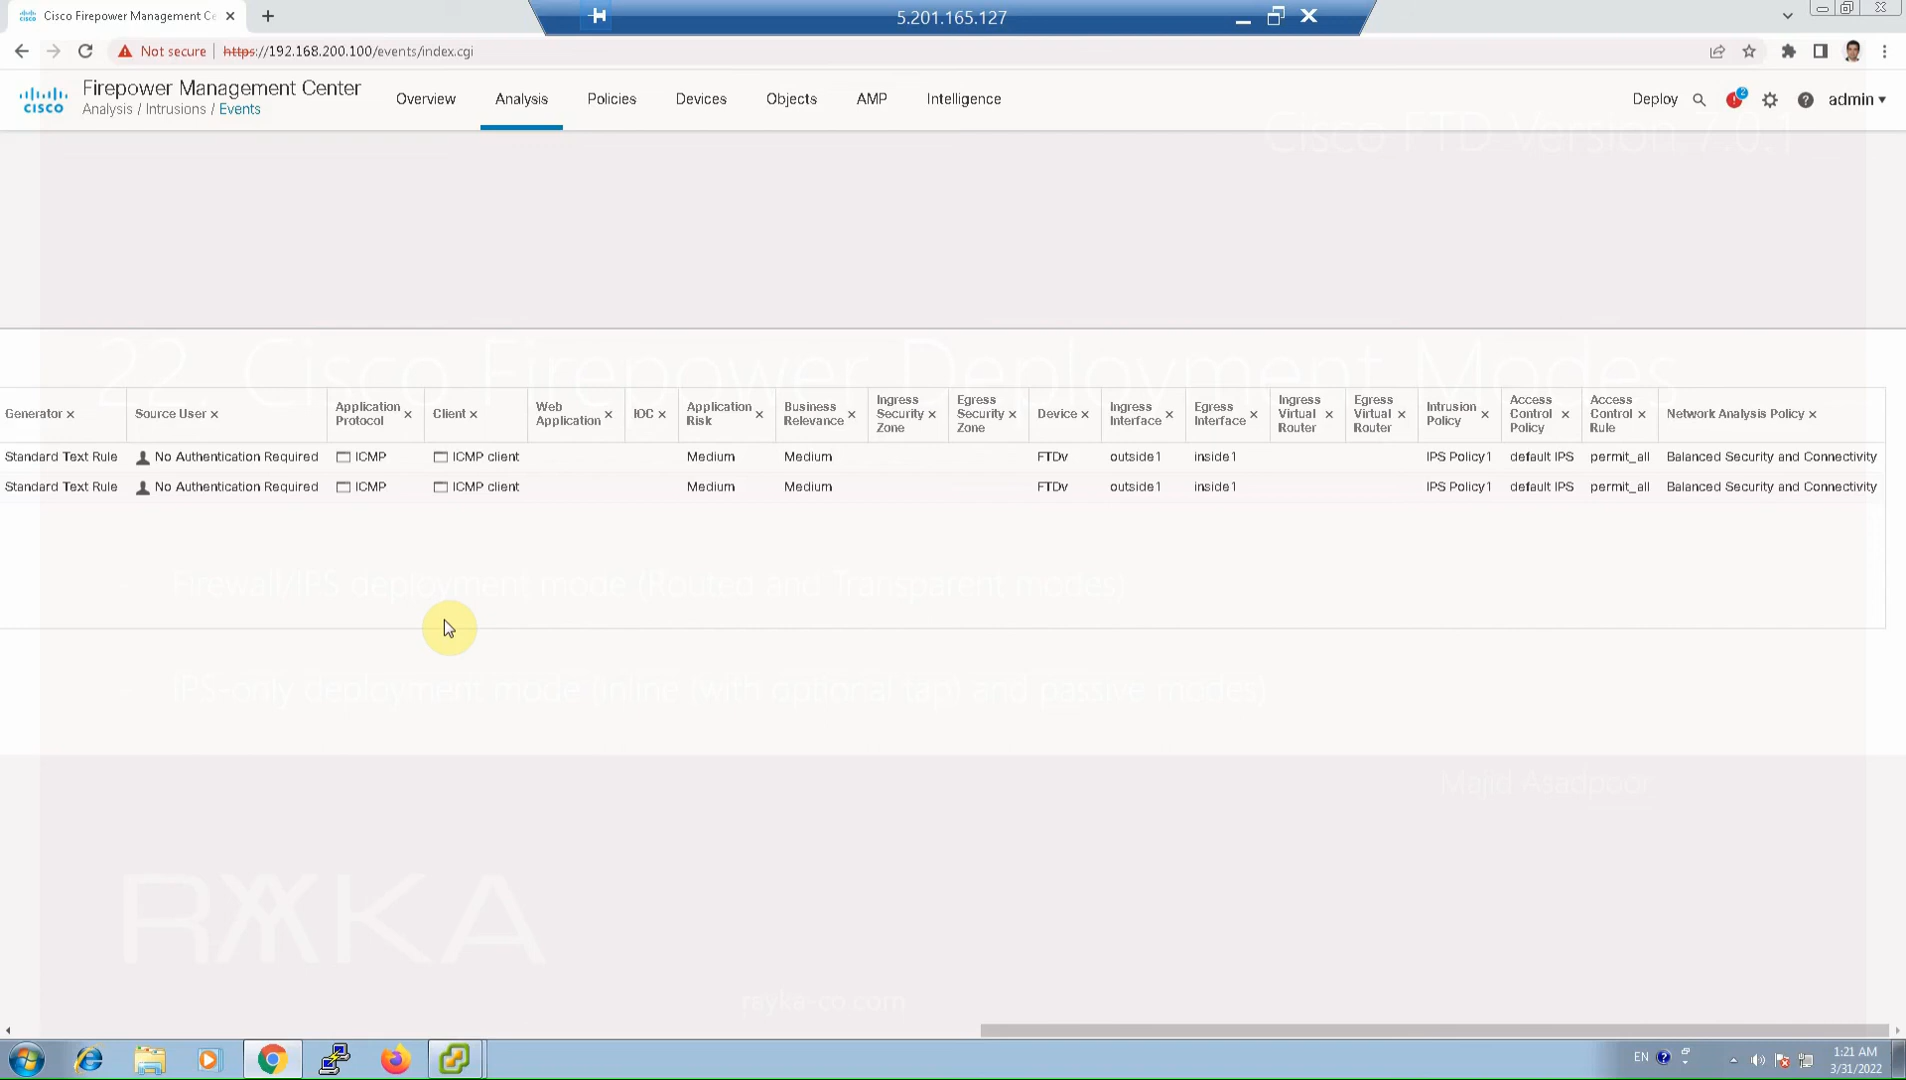 Cisco Firepower Management Ce
5.201.165.127
Not secure https://192.168.200.100/events/index.cgi
Firepower Management Center
Analysis / Intrusions / Events
Overview Analysis Policies Devices Objects AMP Intelligence
Deploy 2 admin
Cisco FTD Version 7.0.1
22. Cisco Firepower Deployment Modes
Generator Source User Application Protocol Client Web Application IOC Application Risk Business Relevance Ingress Security Zone Egress Security Zone Device Ingress Interface Egress Interface Ingress Virtual Router Egress Virtual Router Intrusion Policy Access Control Policy Access Control Rule Network Analysis Policy
Standard Text Rule No Authentication Required ICMP ICMP client Medium Medium FTDv outside1 inside1 IPS Policy1 default IPS permit_all Balanced Security and Connectivity
Standard Text Rule No Authentication Required ICMP ICMP client Medium Medium FTDv outside1 inside1 IPS Policy1 default IPS permit_all Balanced Security and Connectivity
- Firewall/IPS deployment mode (Routed and Transparent modes)
- IPS-only deployment mode (inline (with optional tap) and passive modes)
Majid Asadpoor
RAYKA
rayka-co.com
EN
1:21 AM
3/31/2022